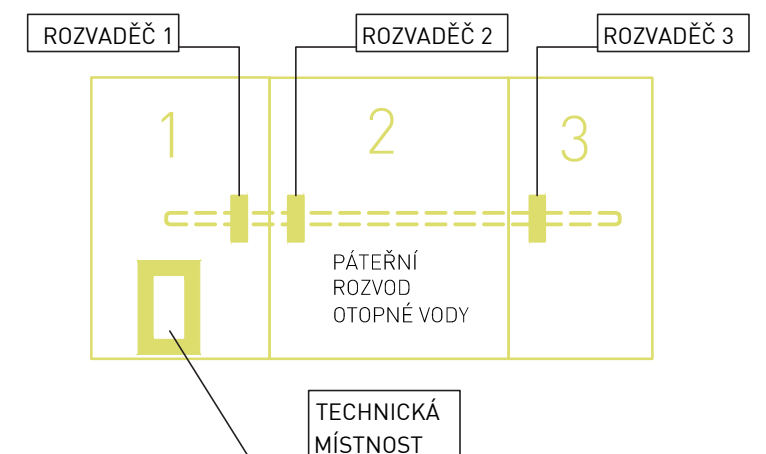 ROZVADĚČ 1
ROZVADĚČ 2
ROZVADĚČ 3
1
2
3
PÁTEŘNÍ
ROZVOD
OTOPNÉ VODY
TECHNICKÁ
MÍSTNOST